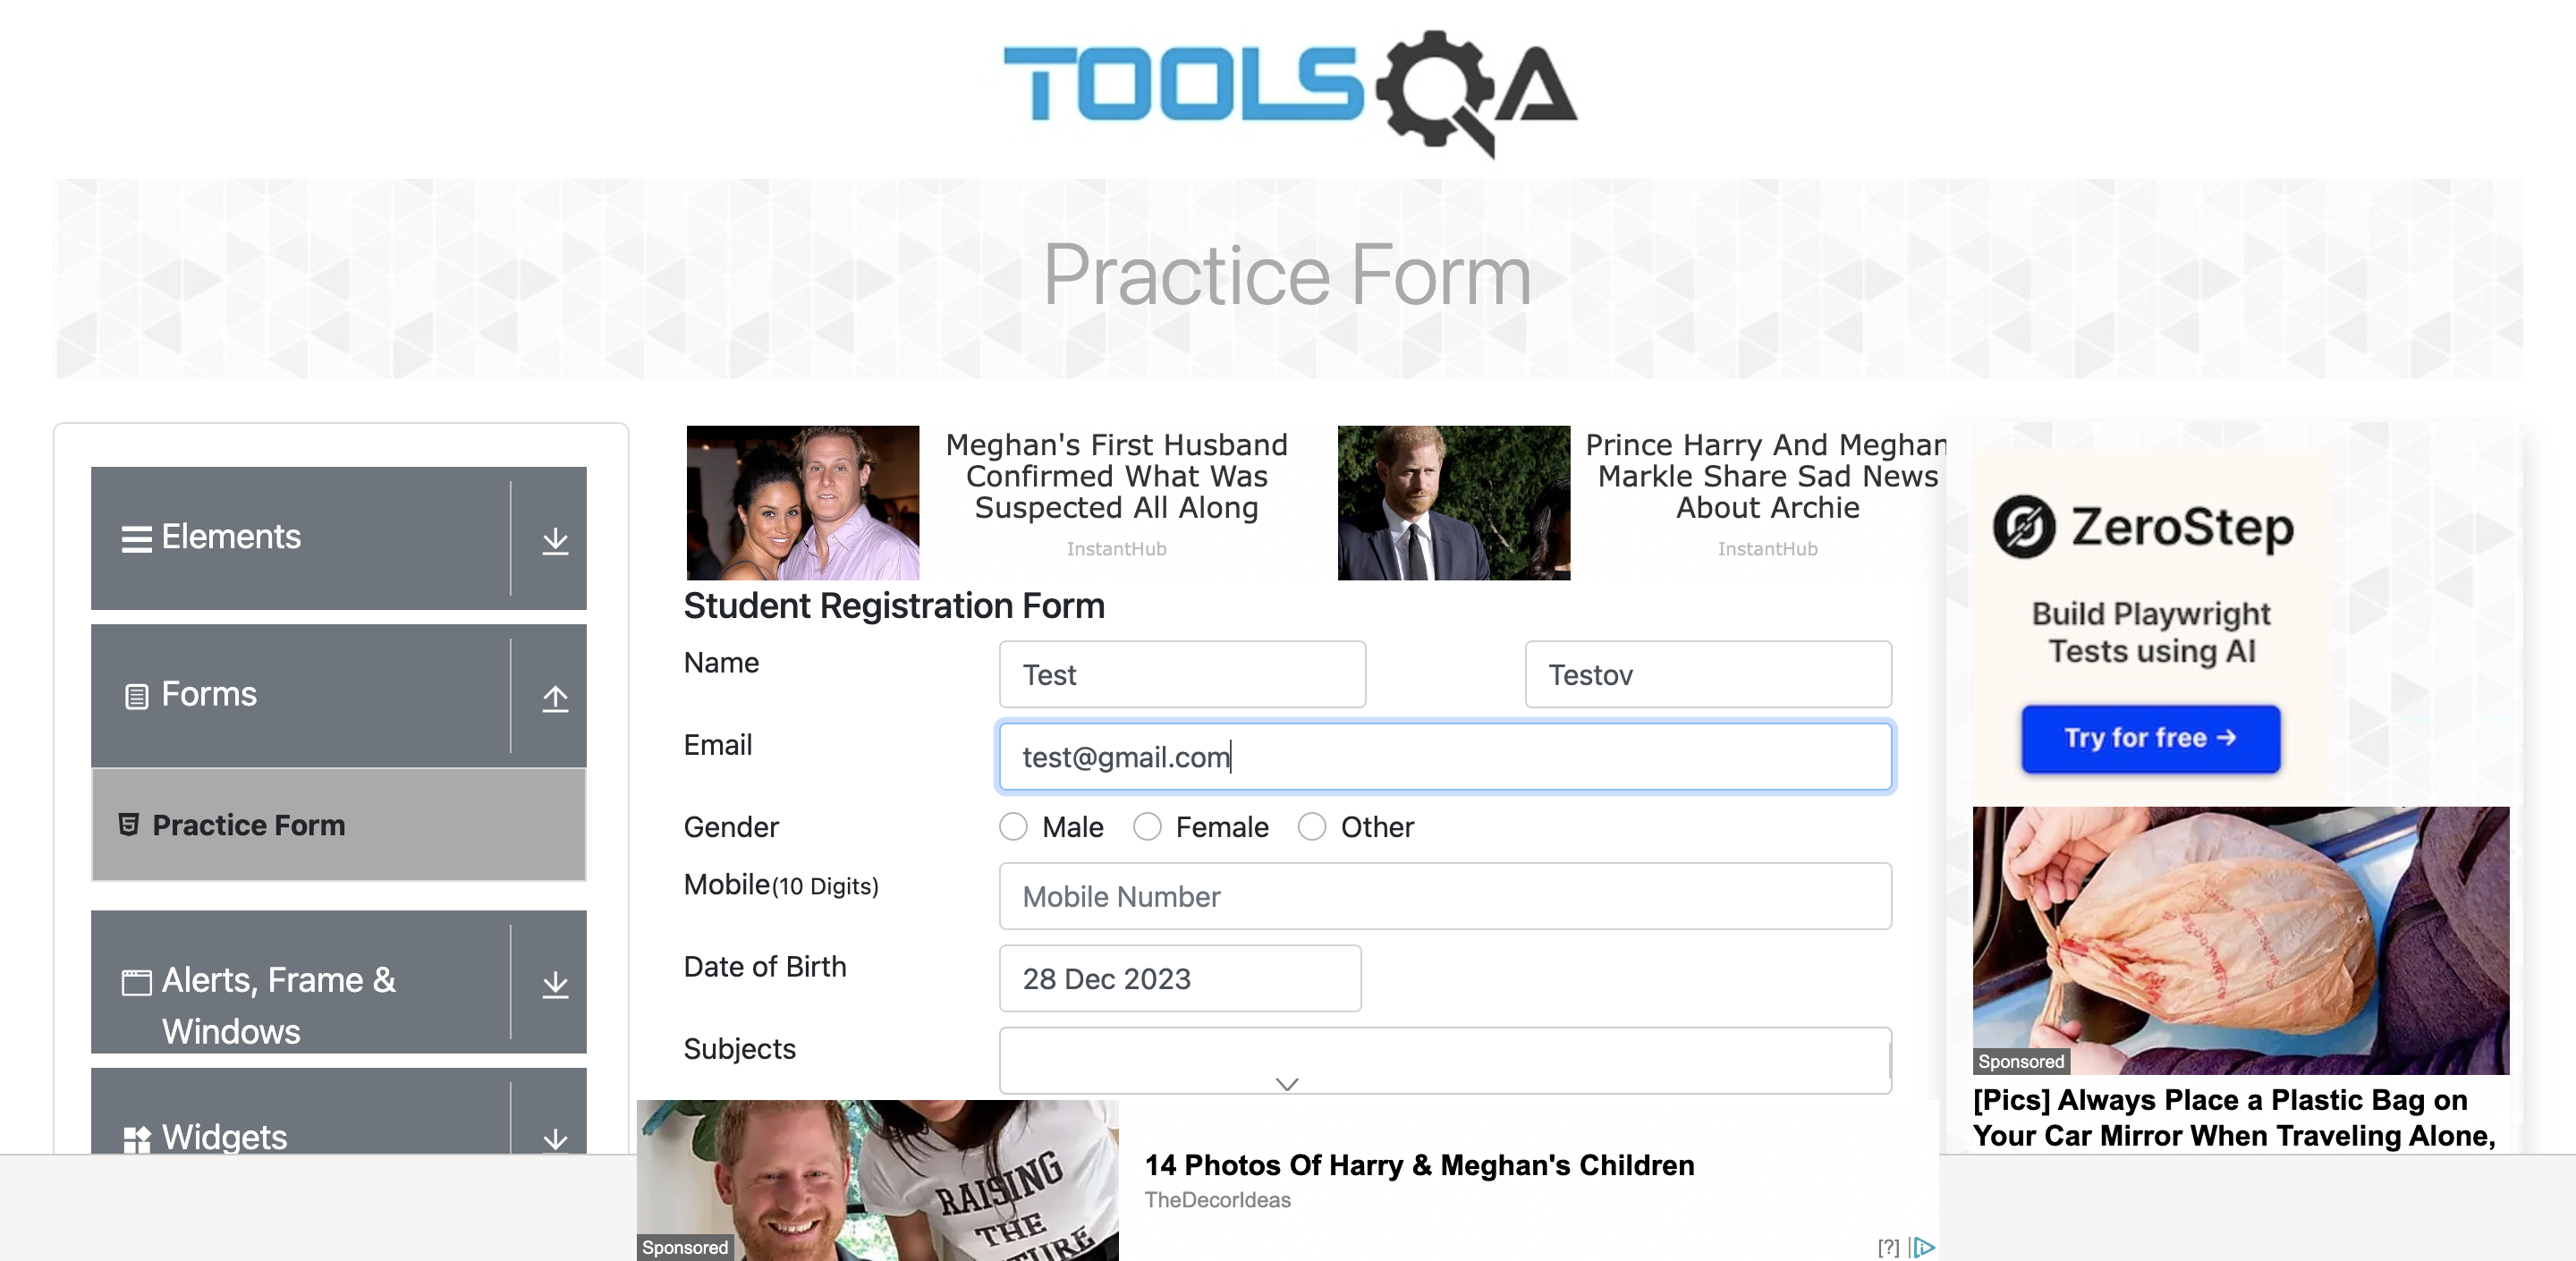 TOOLSQA
Practice Form
Elements
Forms
Practice Form
Alerts, Frame &
Windows
Widgets
Meghan's First Husband
Confirmed What Was
Suspected All Along
InstantHub
Prince Harry And Meghan
Markle Share Sad News
About Archie
InstantHub
Student Registration Form
Name
Test
Testov
Email
test@gmail.com
Gender
Male
Female
Other
Mobile(10 Digits)
Mobile Number
Date of Birth
28 Dec 2023
Subjects
RAISING
THE
Sponsored
14 Photos Of Harry & Meghan's Children
TheDecorIdeas
[?]
ZeroStep
Build Playwright
Tests using AI
Try for free →
Sponsored
[Pics] Always Place a Plastic Bag on
Your Car Mirror When Traveling Alone,